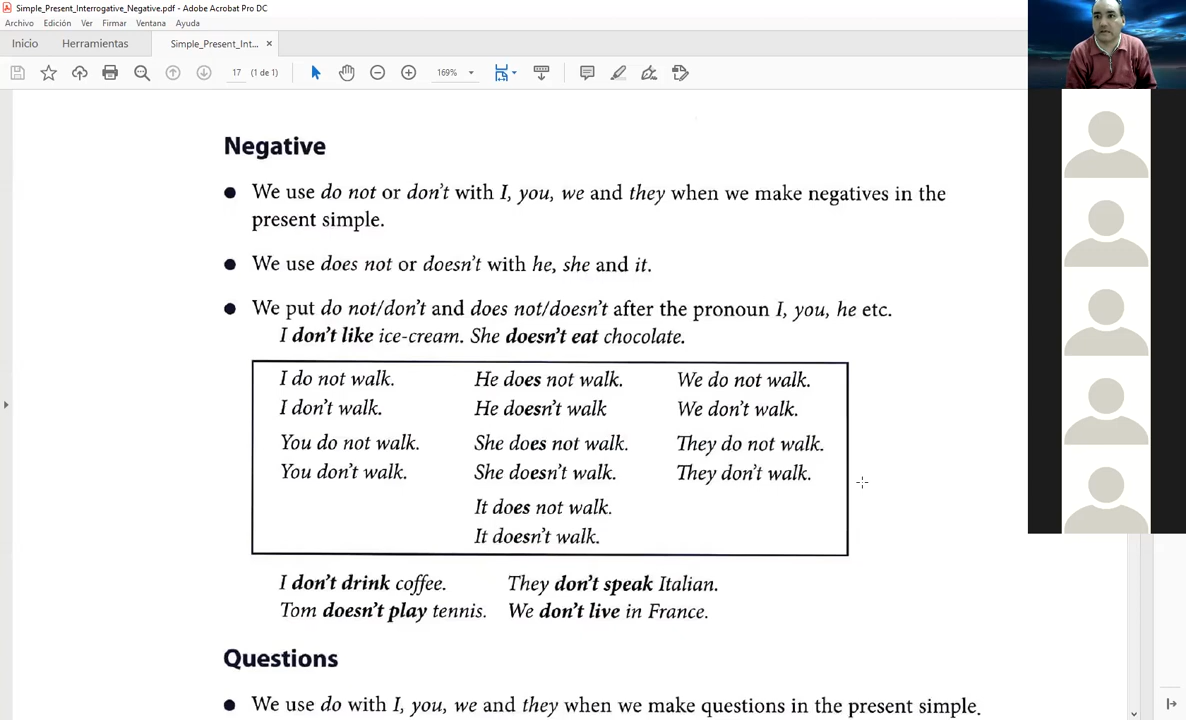 Simple_Present_Interrogative_Negative.pdf - Adobe Acrobat Pro DC
Archivo Edición Ver Firmar Ventana Ayuda
Inicio Herramientas Simple_Present_Int... ×
17 (1 de 1) 169%
Negative
● We use do not or don't with I, you, we and they when we make negatives in the
present simple.
● We use does not or doesn't with he, she and it.
● We put do not/don't and does not/doesn't after the pronoun I, you, he etc.
I don't like ice-cream. She doesn't eat chocolate.
I do not walk. He does not walk. We do not walk.
I don't walk. He doesn't walk We don't walk.
You do not walk. She does not walk. They do not walk.
You don't walk. She doesn't walk. They don't walk.
It does not walk.
It doesn't walk.
I don't drink coffee. They don't speak Italian.
Tom doesn't play tennis. We don't live in France.
Questions
● We use do with I, you, we and they when we make questions in the present simple.